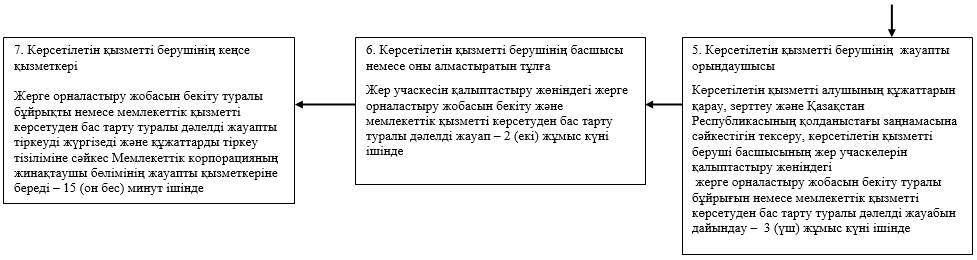 7. Көрсетілетін қызметті берушінің кеңсе
қызметкері
Жерге орналастыру жобасын бекіту туралы
бұйрықты немесе мемлекеттік қызметті
көрсетуден бас тарту туралы дәлелді жауапты
тіркеуді жүргізеді және құжаттарды тіркеу
тізіліміне сәйкес Мемлекеттік корпорацияның
жинақтаушы бөлімінің жауапты қызметкеріне
береді – 15 (он бес) минут ішінде
6. Көрсетілетін қызметті берушінің басшысы
немесе оны алмастыратын тұлға
Жер учаскесін қалыптастыру жөніндегі жерге
орналастыру жобасын бекіту және
мемлекеттік қызметті көрсетуден бас тарту
туралы дәлелді жауап – 2 (екі) жұмыс күні
ішінде
5. Көрсетілетін қызметті берушінің жауапты
орындаушысы
Көрсетілетін қызметті алушының құжаттарын
қарау, зерттеу және Қазақстан
Республикасының қолданыстағы заңнамасына
сәйкестігін тексеру, көрсетілетін қызметті
беруші басшысының жер учаскелерін
қалыптастыру жөніндегі
жерге орналастыру жобасын бекіту туралы
бұйрығын немесе мемлекеттік қызметті
көрсетуден бас тарту туралы дәлелді жауабын
дайындау – 3 (үш) жұмыс күні ішінде